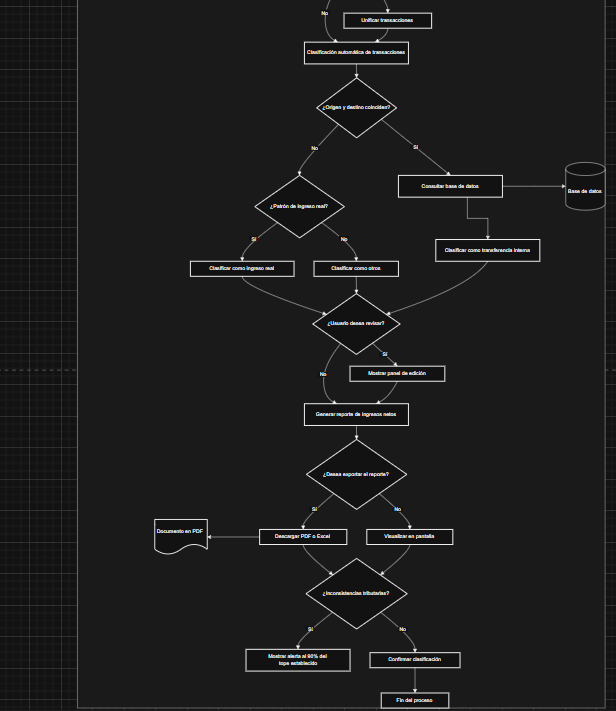 No
Unificar transacciones
Clasificación automática de transacciones
¿Origen y destino coinciden?
No
Sí
¿Patrón de ingreso real?
Consultar base de datos
Base de datos
Sí
No
Clasificar como transferencia interna
Clasificar como ingreso real
Clasificar como otros
¿Usuario desea revisar?
Sí
No
Mostrar panel de edición
Generar reporte de ingresos netos
¿Desea exportar el reporte?
Sí
No
Documento en PDF
Descargar PDF o Excel
Visualizar en pantalla
¿Inconsistencias tributarias?
Sí
No
Mostrar alerta al 90% del
tope establecido
Confirmar clasificación
Fin del proceso